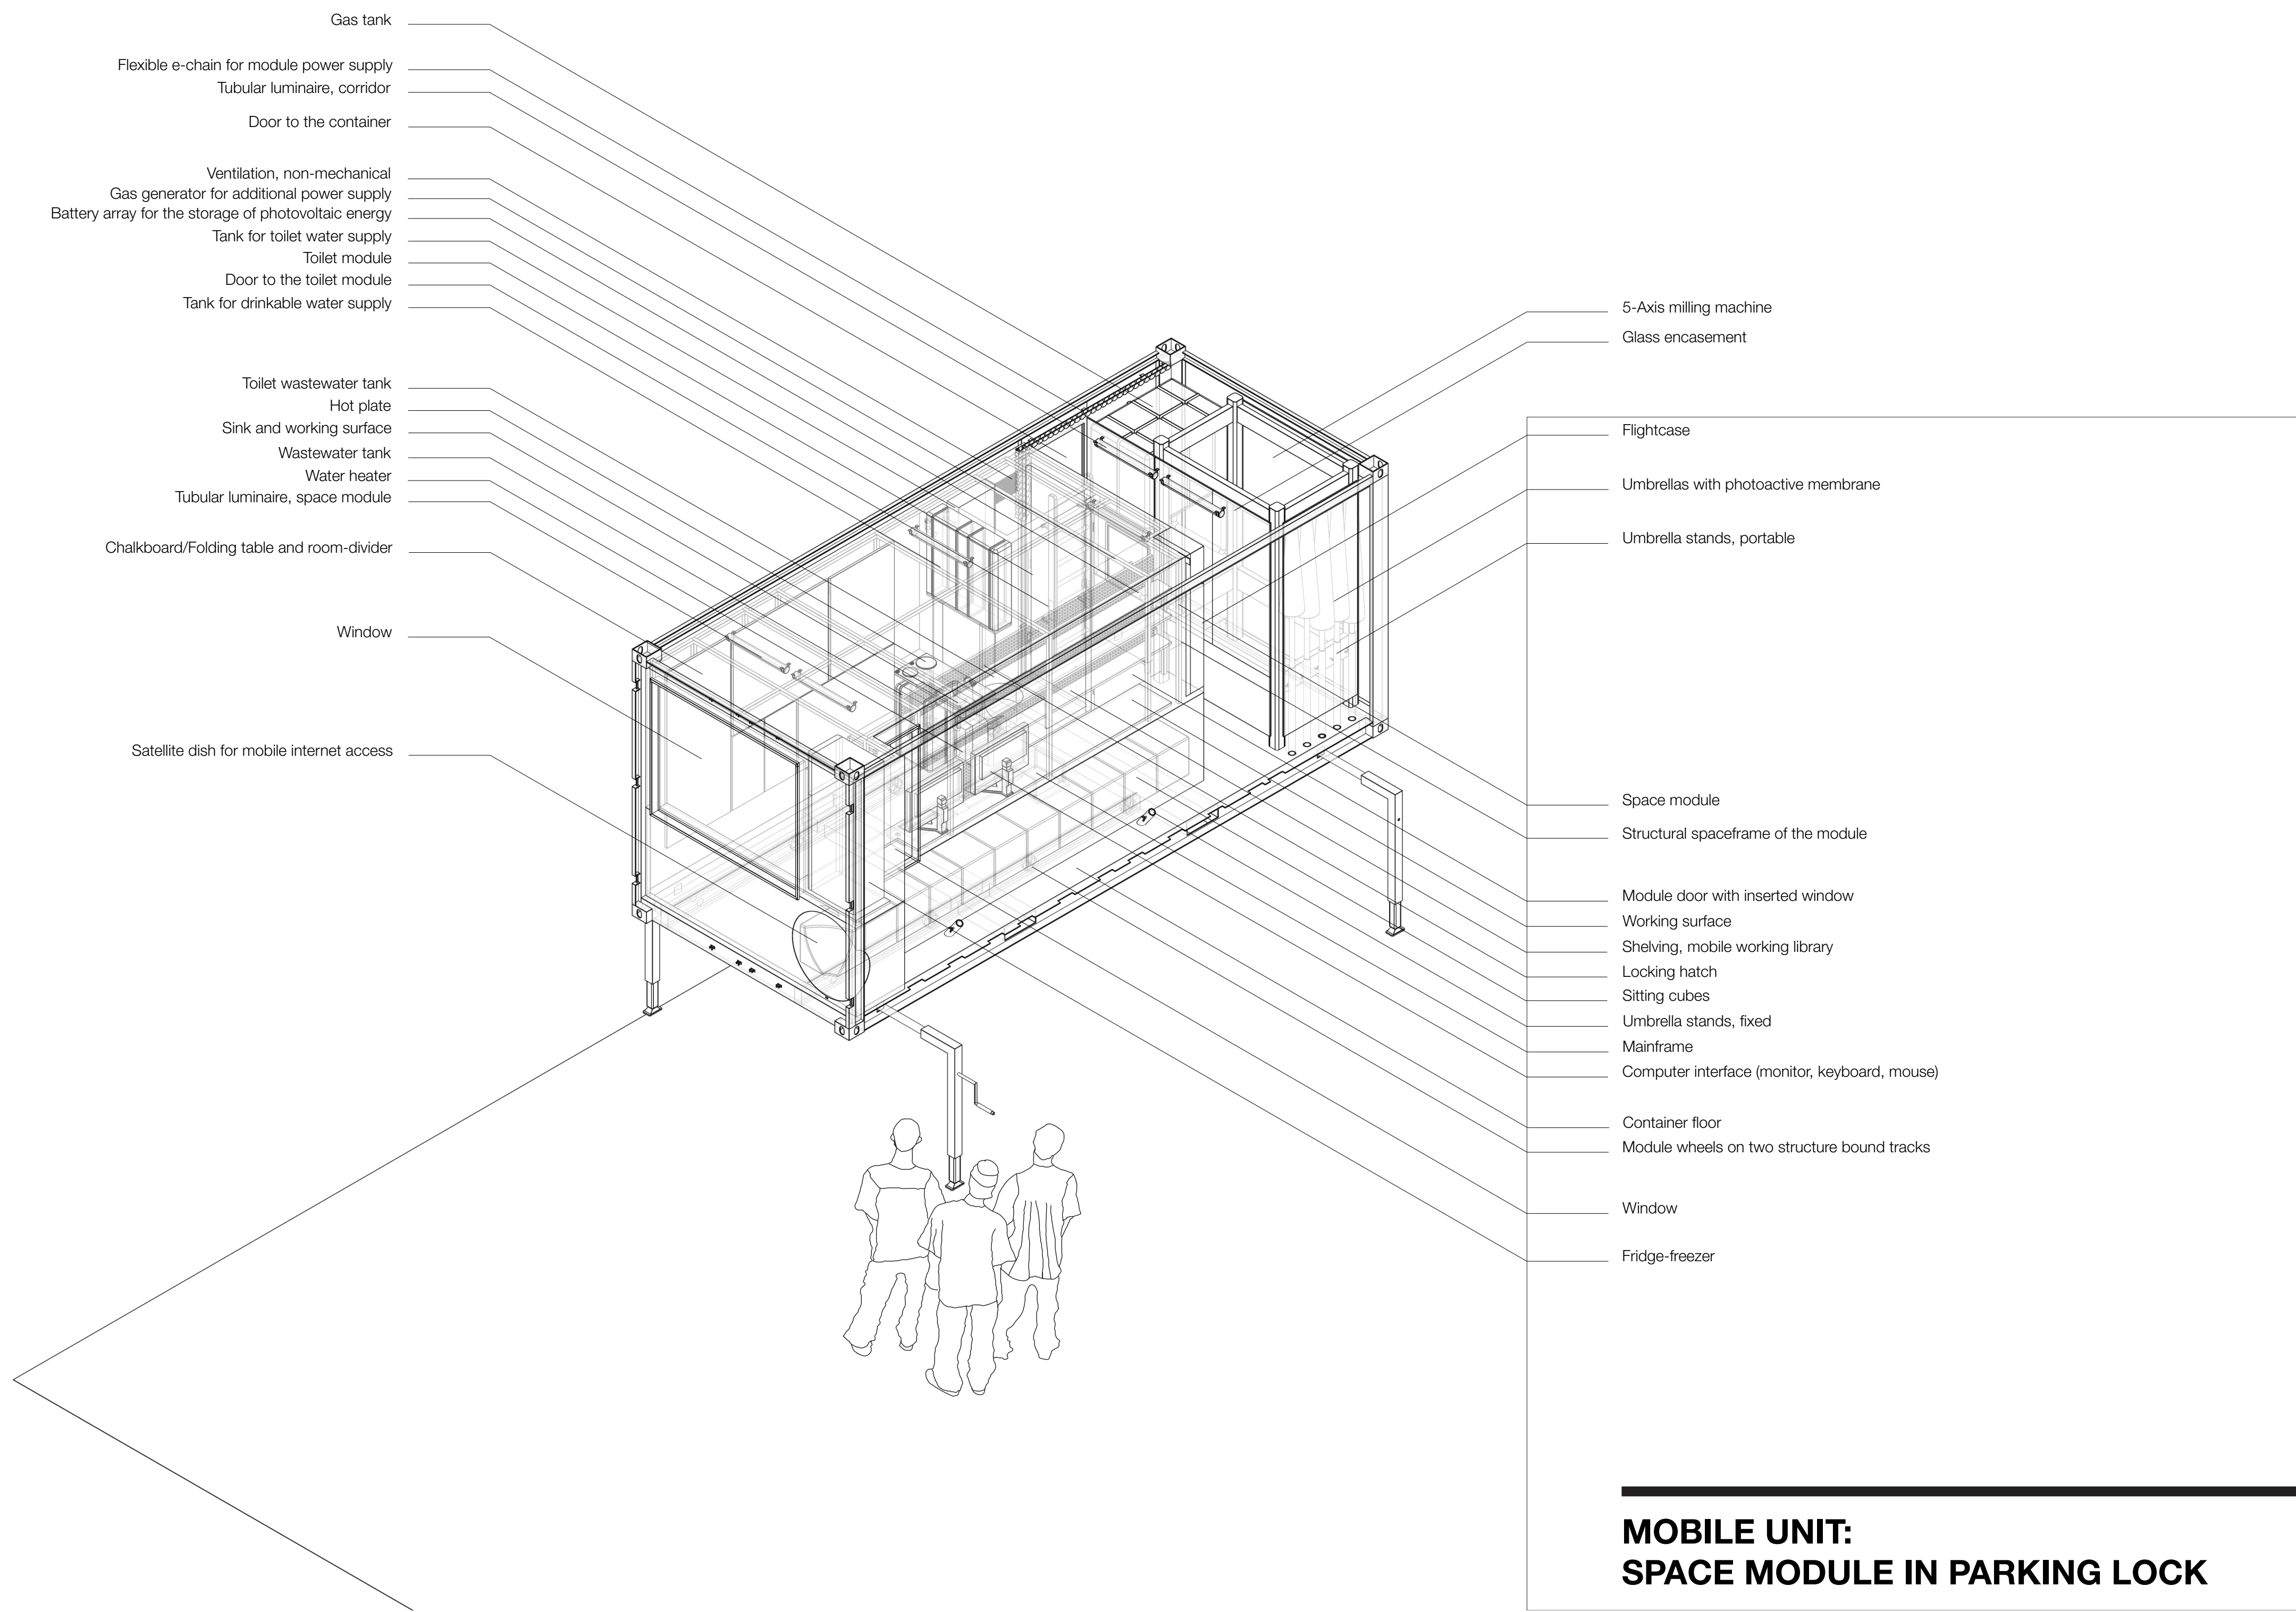 Gas tank
Flexible e-chain for module power supply
Tubular luminaire, corridor
Door to the container
Ventilation, non-mechanical
Gas generator for additional power supply
Battery array for the storage of photovoltaic energy
Tank for toilet water supply
Toilet module
Door to the toilet module
Tank for drinkable water supply
Toilet wastewater tank
Hot plate
Sink and working surface
Wastewater tank
Water heater
Tubular luminaire, space module
Chalkboard/Folding table and room-divider
Window
Satellite dish for mobile internet access
5-Axis milling machine
Glass encasement
Flightcase
Umbrellas with photoactive membrane
Umbrella stands, portable
Space module
Structural spaceframe of the module
Module door with inserted window
Working surface
Shelving, mobile working library
Locking hatch
Sitting cubes
Umbrella stands, fixed
Mainframe
Computer interface (monitor, keyboard, mouse)
Container floor
Module wheels on two structure bound tracks
Window
Fridge-freezer
MOBILE UNIT:
SPACE MODULE IN PARKING LOCK